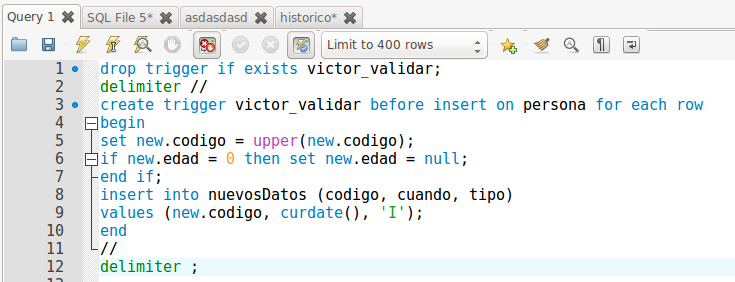 Query 1 SQL File 5* asdasdasd historico*
Limit to 400 rows
1 drop trigger if exists victor_validar;
2 delimiter //
3 create trigger victor_validar before insert on persona for each row
4 begin
5 set new.codigo = upper(new.codigo);
6 if new.edad = 0 then set new.edad = null;
7 end if;
8 insert into nuevosDatos (codigo, cuando, tipo)
9 values (new.codigo, curdate(), 'I');
10 end
11 //
12 delimiter ;